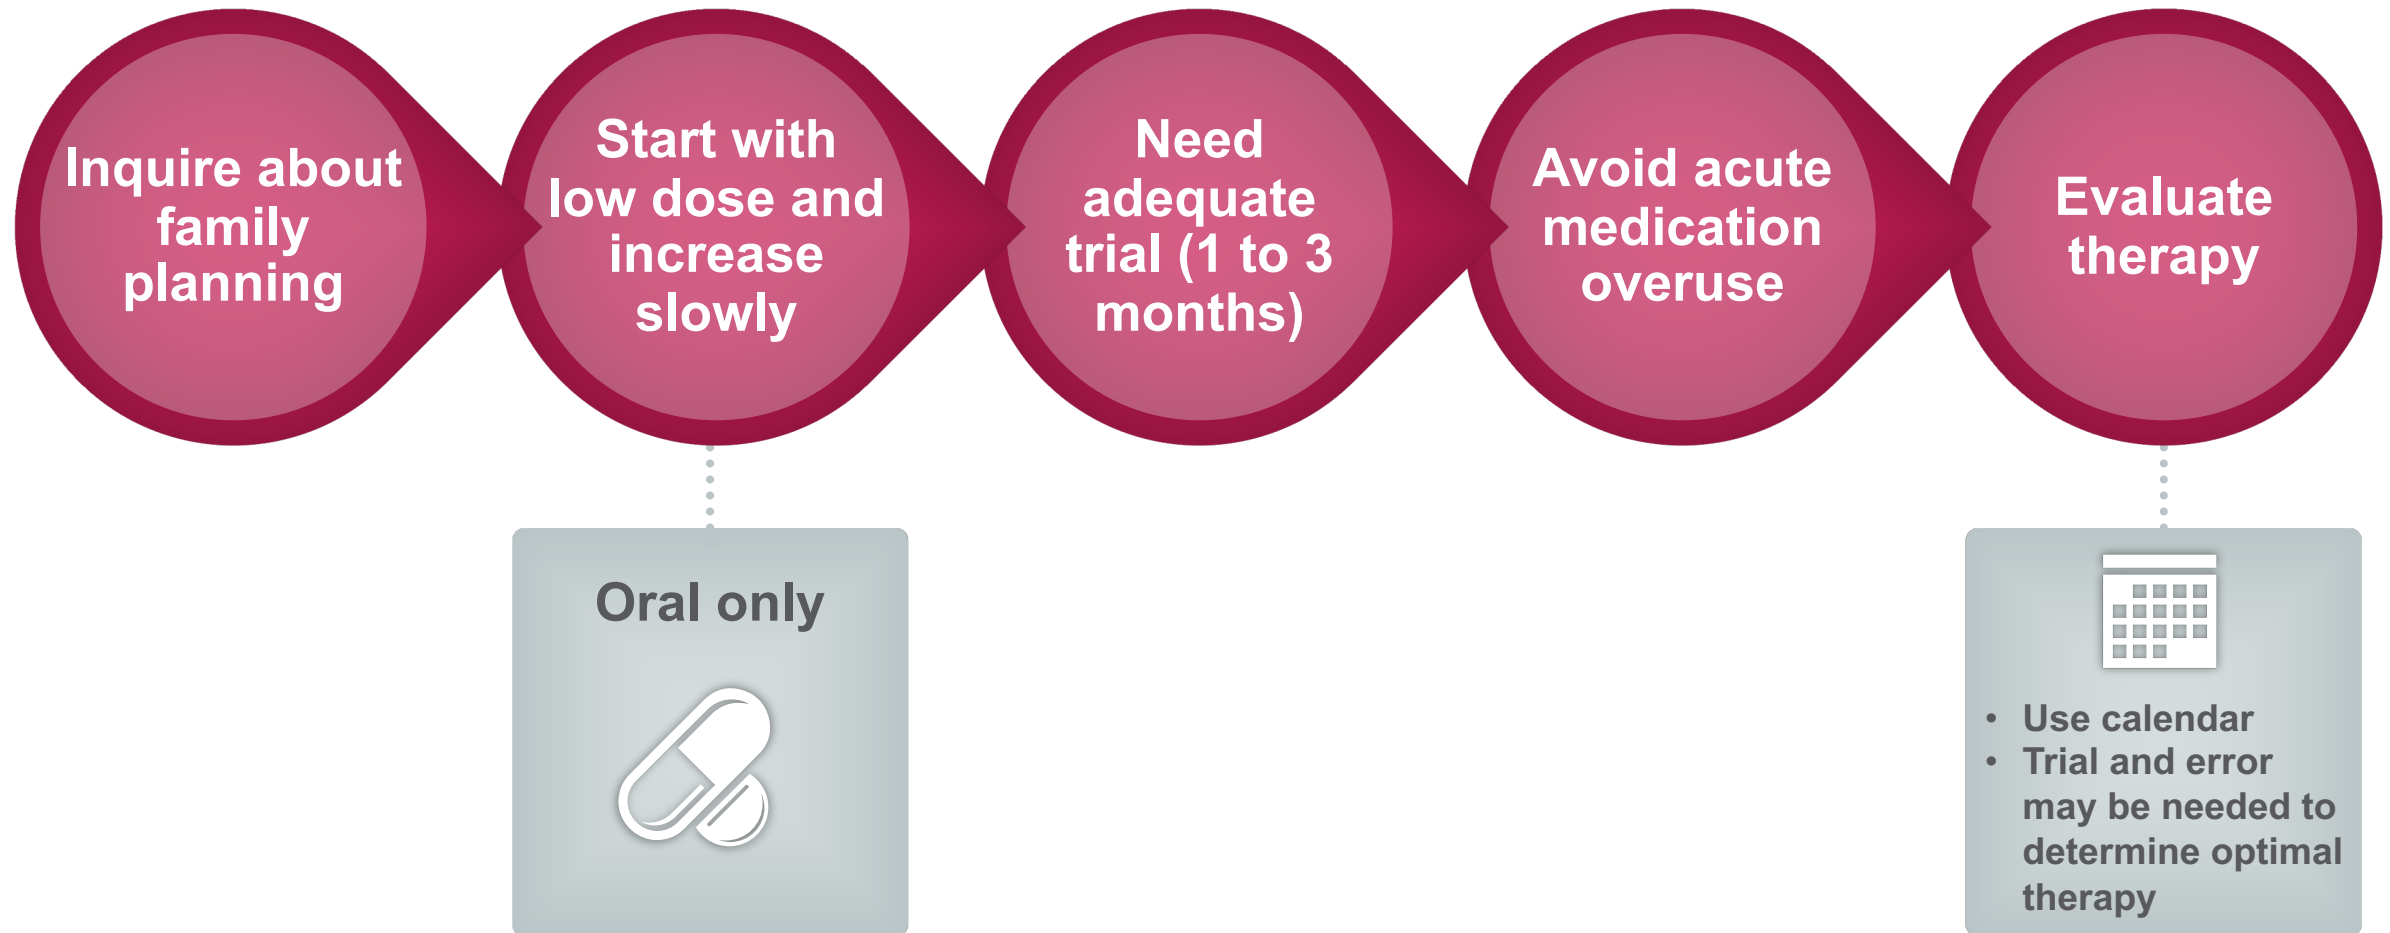 Inquire about
family
planning
Start with
low dose and
increase
slowly
Need
adequate
trial (1 to 3
months)
Avoid acute
medication
overuse
Evaluate
therapy
Oral only
• Use calendar
• Trial and error
may be needed to
determine optimal
therapy